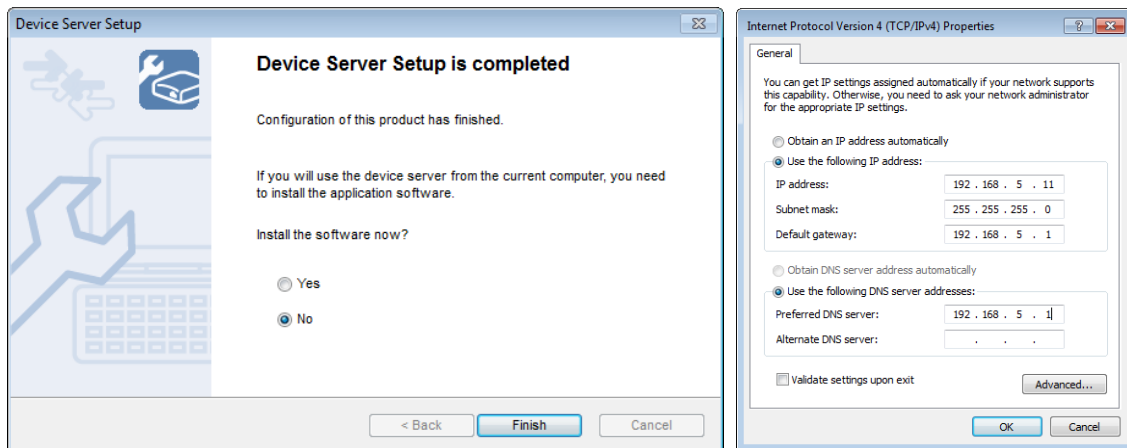 Device Server Setup
Device Server Setup is completed
Configuration of this product has finished.
If you will use the device server from the current computer, you need
to install the application software.
Install the software now?
Yes
No
< Back
Finish
Cancel
Internet Protocol Version 4 (TCP/IPv4) Properties
General
You can get IP settings assigned automatically if your network supports
this capability. Otherwise, you need to ask your network administrator
for the appropriate IP settings.
Obtain an IP address automatically
Use the following IP address:
IP address: 192 . 168 . 5 . 11
Subnet mask: 255 . 255 . 255 . 0
Default gateway: 192 . 168 . 5 . 1
Obtain DNS server address automatically
Use the following DNS server addresses:
Preferred DNS server: 192 . 168 . 5 . 1
Alternate DNS server: . . .
Validate settings upon exit
Advanced...
OK
Cancel